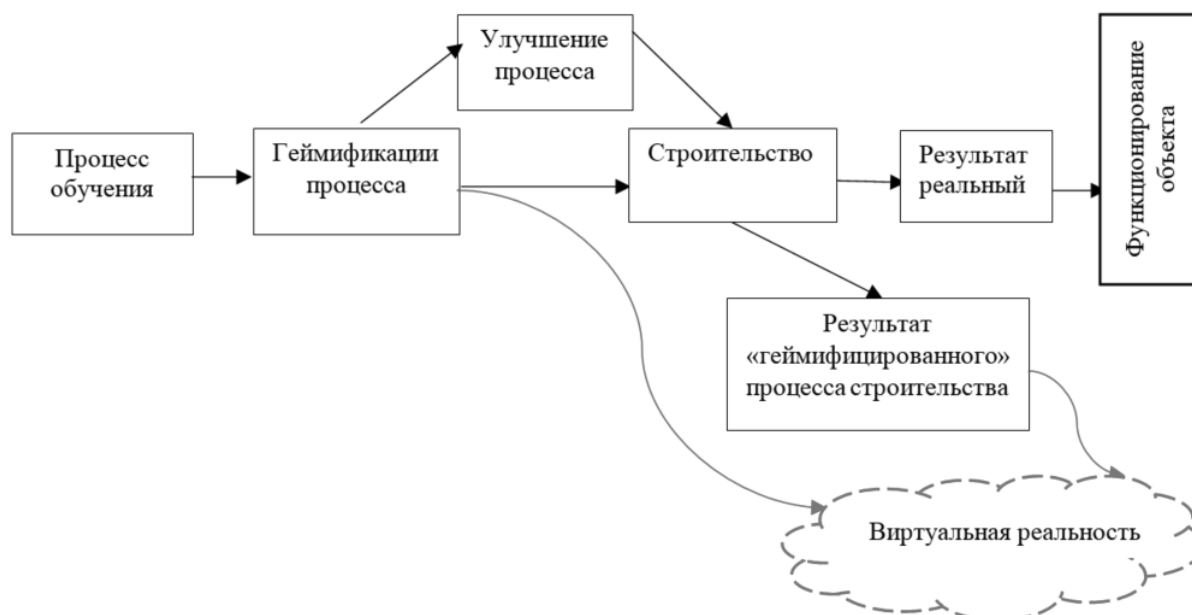 Улучшение
процесса
Процесс
обучения
Геймификации
процесса
Строительство
Результат
реальный
Функционирование
объекта
Результат
«геймифицированного»
процесса строительства
Виртуальная реальность